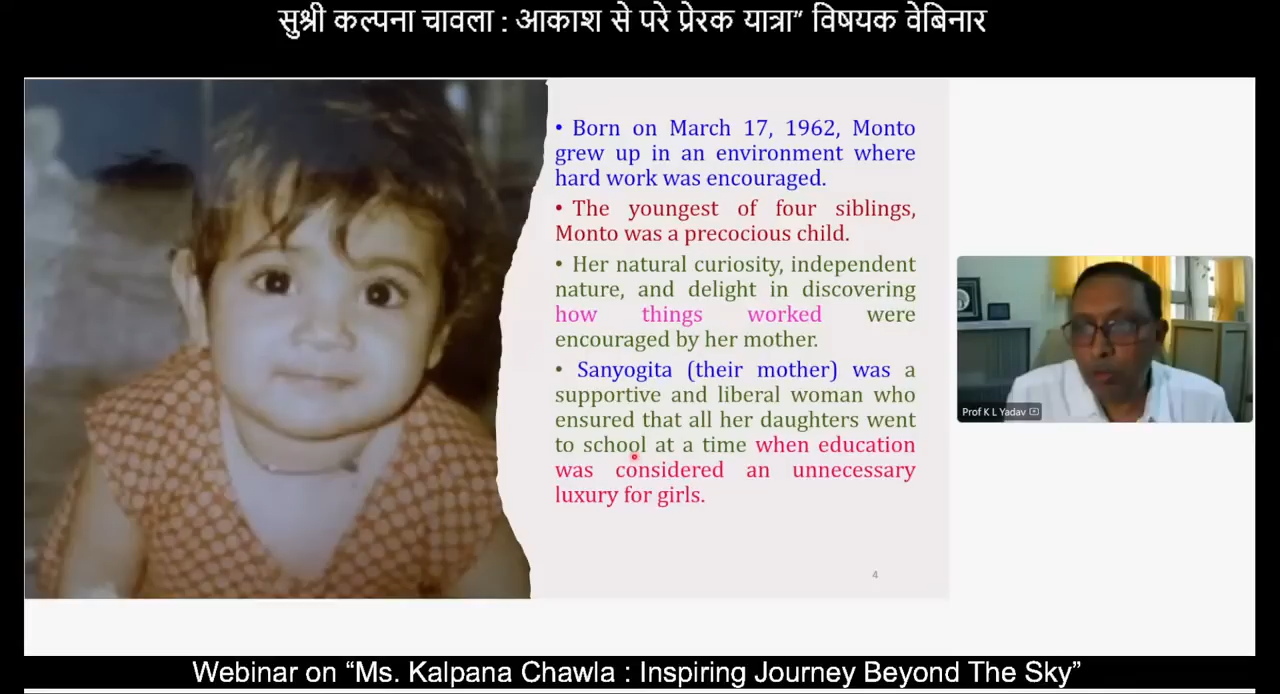 सुश्री कल्पना चावला : आकाश से परे प्रेरक यात्रा” विषयक वेबिनार
• Born on March 17, 1962, Monto
grew up in an environment where
hard work was encouraged.
• The youngest of four siblings,
Monto was a precocious child.
• Her natural curiosity, independent
nature, and delight in discovering
how things worked were
encouraged by her mother.
• Sanyogita (their mother) was a
supportive and liberal woman who
ensured that all her daughters went
to school at a time when education
was considered an unnecessary
luxury for girls.
4
Prof K L Yadav
Webinar on “Ms. Kalpana Chawla : Inspiring Journey Beyond The Sky”